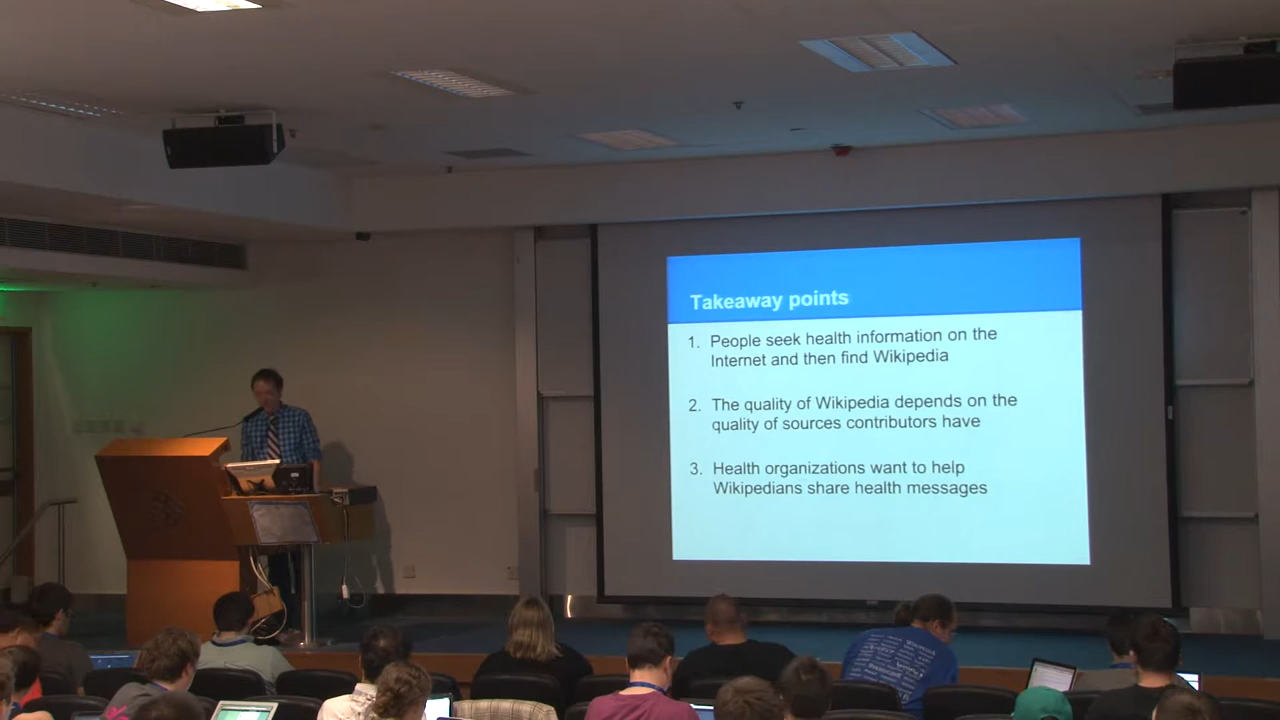 Takeaway points
1. People seek health information on the
Internet and then find Wikipedia
2. The quality of Wikipedia depends on the
quality of sources contributors have
3. Health organizations want to help
Wikipedians share health messages